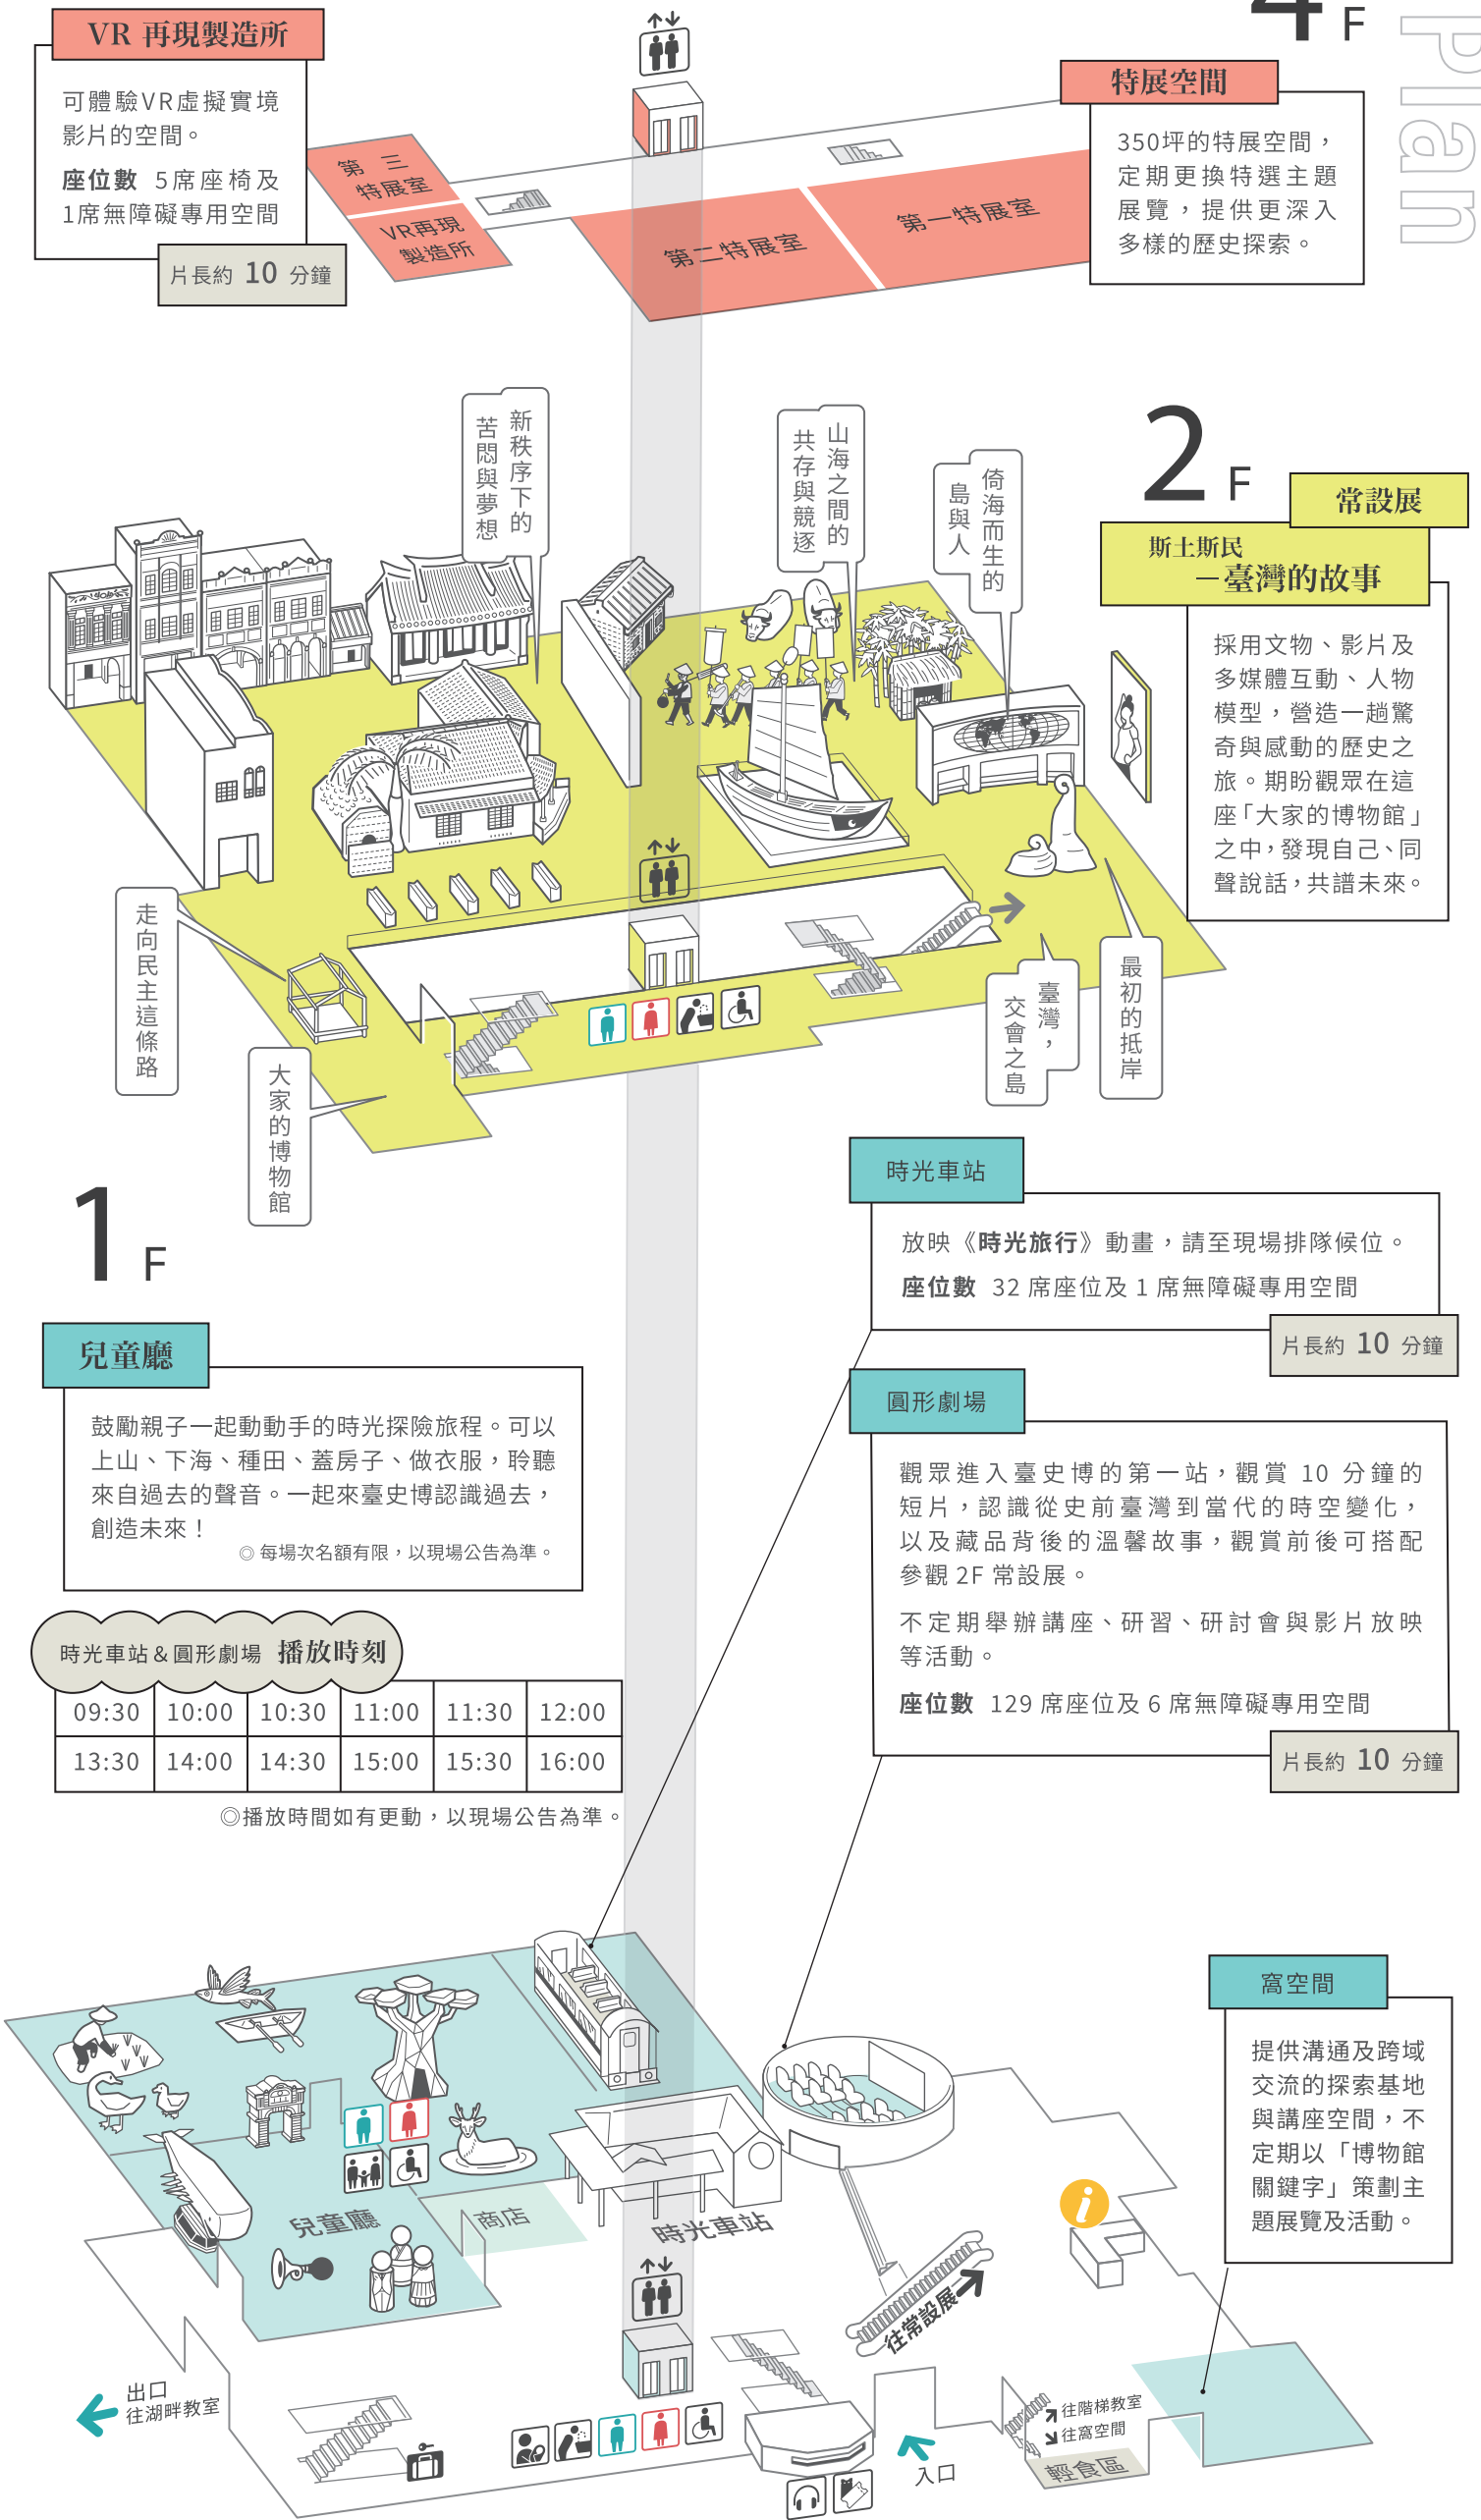 4F
Plan
VR 再現製造所
可體驗VR虛擬實境
影片的空間。
座位數 5席座椅及
1席無障礙專用空間
片長約 10 分鐘
特展空間
350坪的特展空間，
定期更換特選主題
展覽，提供更深入
多樣的歷史探索。
第三
特展室
VR再現
製造所
第二特展室
第一特展室
2F
常設展
斯土斯民
—臺灣的故事
採用文物、影片及
多媒體互動、人物
模型，營造一趟驚
奇與感動的歷史之
旅。期盼觀眾在這
座「大家的博物館」
之中，發現自己、同
聲說話，共譜未來。
新秩序下的
苦悶與夢想
山海之間的
共存與競逐
倚海而生的
島與人
走向民主這條路
大家的博物館
臺灣，
交會之島
最初的抵岸
1F
時光車站
放映《時光旅行》動畫，請至現場排隊候位。
座位數 32 席座位及 1 席無障礙專用空間
片長約 10 分鐘
兒童廳
鼓勵親子一起動動手的時光探險旅程。可以
上山、下海、種田、蓋房子、做衣服，聆聽
來自過去的聲音。一起來臺史博認識過去，
創造未來！
◎ 每場次名額有限，以現場公告為準。
圓形劇場
觀眾進入臺史博的第一站，觀賞 10 分鐘的
短片，認識從史前臺灣到當代的時空變化，
以及藏品背後的溫馨故事，觀賞前後可搭配
參觀 2F 常設展。
不定期舉辦講座、研習、研討會與影片放映
等活動。
座位數 129 席座位及 6 席無障礙專用空間
片長約 10 分鐘
時光車站＆圓形劇場 播放時刻
09:30 10:00 10:30 11:00 11:30 12:00
13:30 14:00 14:30 15:00 15:30 16:00
◎播放時間如有更動，以現場公告為準。
窩空間
提供溝通及跨域
交流的探索基地
與講座空間，不
定期以「博物館
關鍵字」策劃主
題展覽及活動。
兒童廳
商店
時光車站
往常設展
出口
往湖畔教室
入口
往階梯教室
往窩空間
輕食區